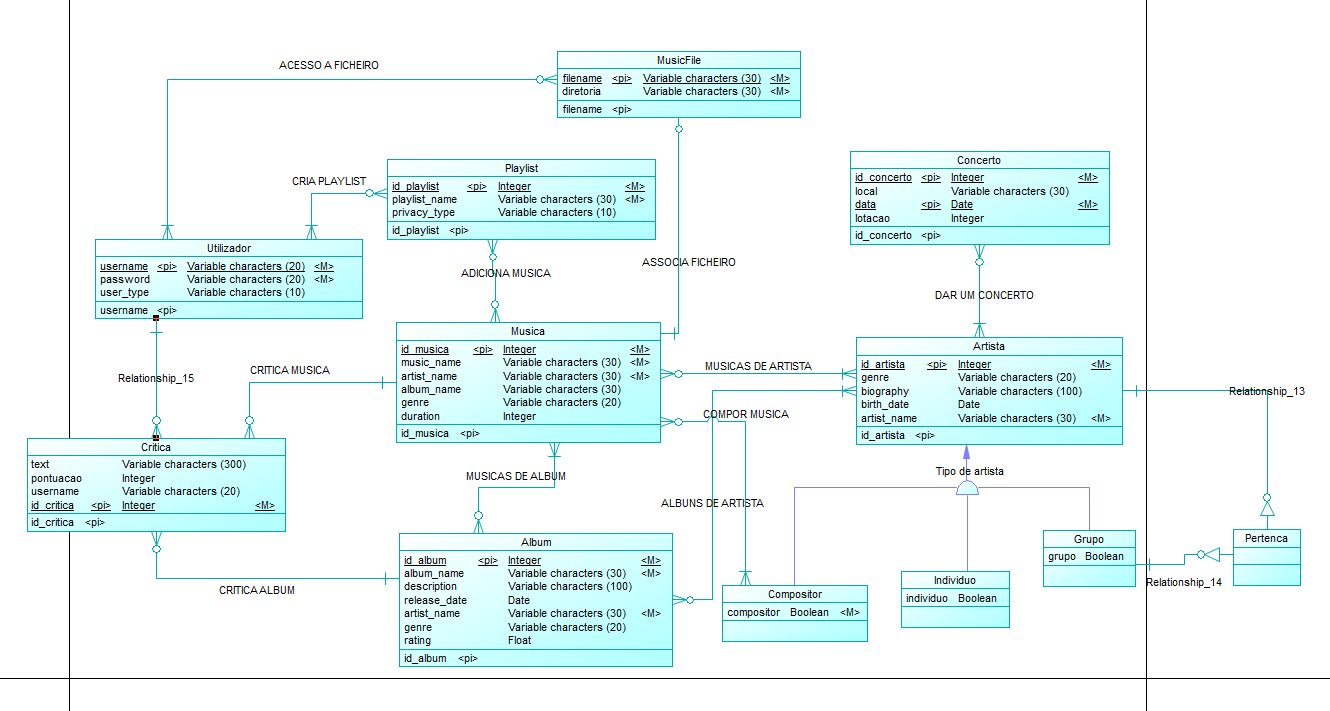 ACESSO A FICHEIRO
MusicFile
filename <pi> Variable characters (30) <M>
diretoria Variable characters (30) <M>
filename <pi>
CRIA PLAYLIST
Playlist
id_playlist <pi> Integer <M>
playlist_name Variable characters (30) <M>
privacy_type Variable characters (10)
id_playlist <pi>
Concerto
id_concerto <pi> Integer <M>
local Variable characters (30)
data <pi> Date <M>
lotacao Integer
id_concerto <pi>
Utilizador
username <pi> Variable characters (20) <M>
password Variable characters (20) <M>
user_type Variable characters (10)
username <pi>
ADICIONA MUSICA
ASSOCIA FICHEIRO
DAR UM CONCERTO
Musica
id_musica <pi> Integer <M>
music_name Variable characters (30) <M>
artist_name Variable characters (30) <M>
album_name Variable characters (30)
genre Variable characters (20)
duration Integer
id_musica <pi>
Artista
id_artista <pi> Integer <M>
genre Variable characters (20)
biography Variable characters (100)
birth_date Date
artist_name Variable characters (30) <M>
id_artista <pi>
Relationship_15
CRITICA MUSICA
MUSICAS DE ARTISTA
Relationship_13
COMPOR MUSICA
Critica
text Variable characters (300)
pontuacao Integer
username Variable characters (20)
id_critica <pi> Integer <M>
id_critica <pi>
MUSICAS DE ALBUM
Tipo de artista
ALBUNS DE ARTISTA
Album
id_album <pi> Integer <M>
album_name Variable characters (30) <M>
description Variable characters (100)
release_date Date
artist_name Variable characters (30) <M>
genre Variable characters (20)
rating Float
id_album <pi>
CRITICA ALBUM
Compositor
compositor Boolean <M>
Individuo
individuo Boolean
Grupo
grupo Boolean
Pertenca
Relationship_14